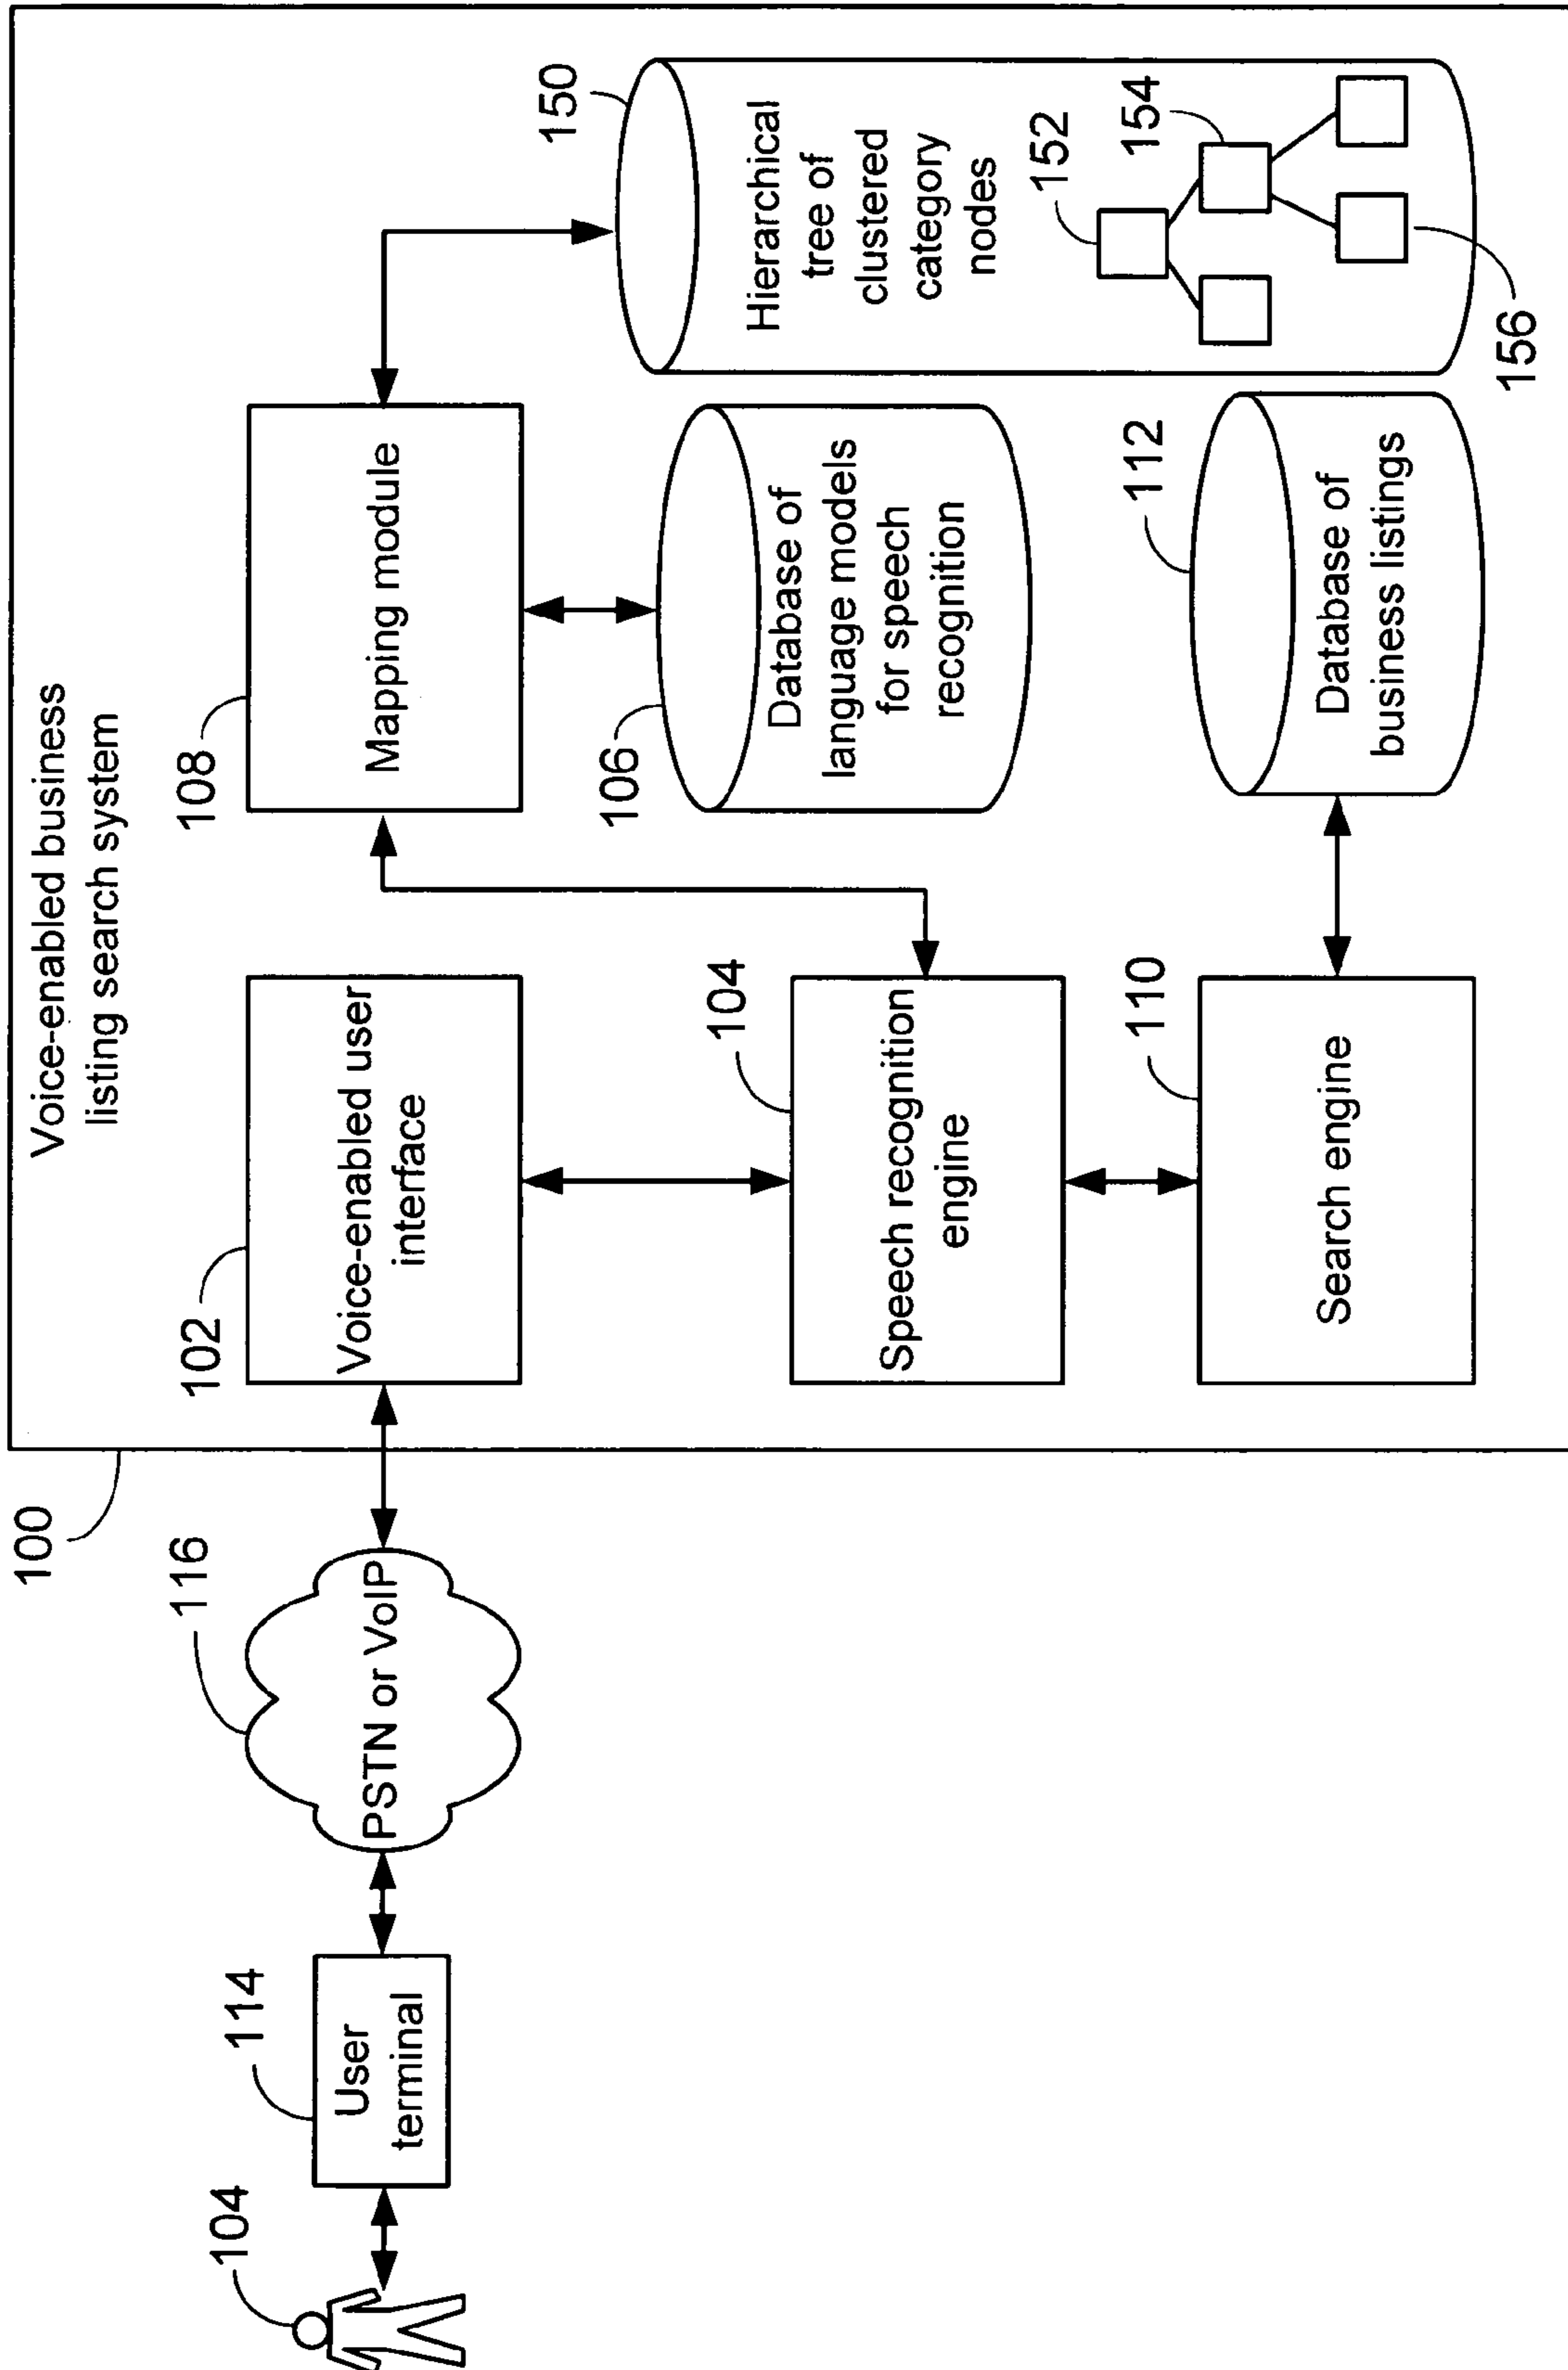 Voice-enabled business
listing search system
100
104
User
terminal
114
PSTN or VoIP
116
102
Voice-enabled user
interface
108
Mapping module
150
Hierarchical
tree of
clustered
category
nodes
152
154
156
106
Database of
language models
for speech
recognition
104
Speech recognition
engine
110
Search engine
112
Database of
business listings